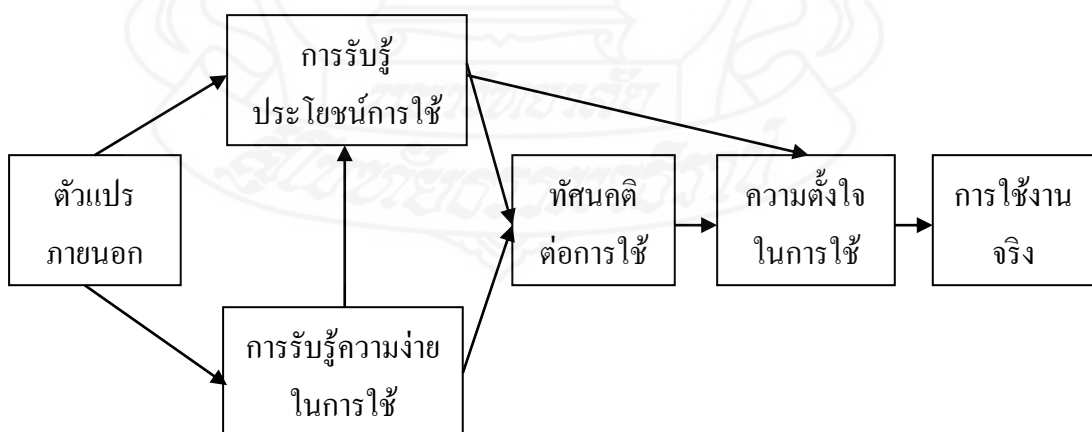 การรับรู้
ประโยชน์การใช้
ตัวแปร
ภายนอก
ทัศนคติ
ต่อการใช้
ความตั้งใจ
ในการใช้
การใช้งาน
จริง
การรับรู้ความง่าย
ในการใช้